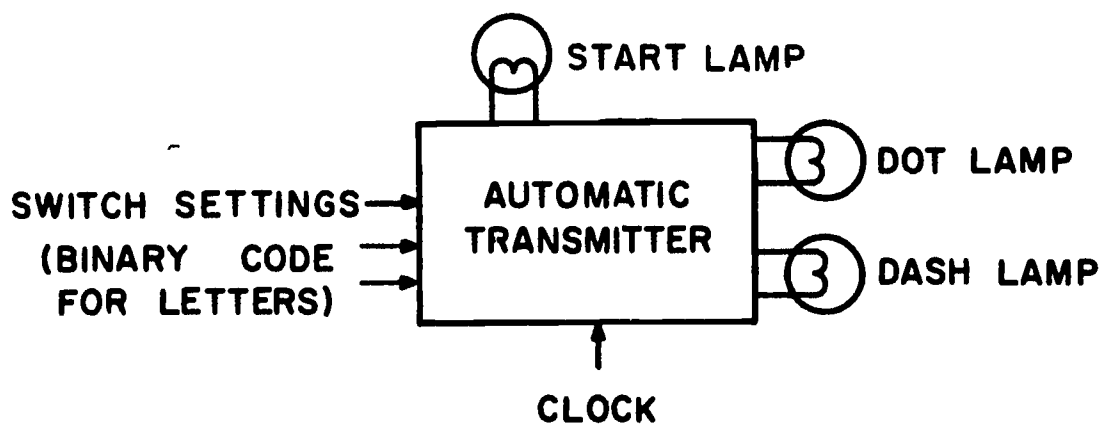 START LAMP
DOT LAMP
SWITCH SETTINGS
(BINARY CODE
FOR LETTERS)
AUTOMATIC
TRANSMITTER
DASH LAMP
CLOCK